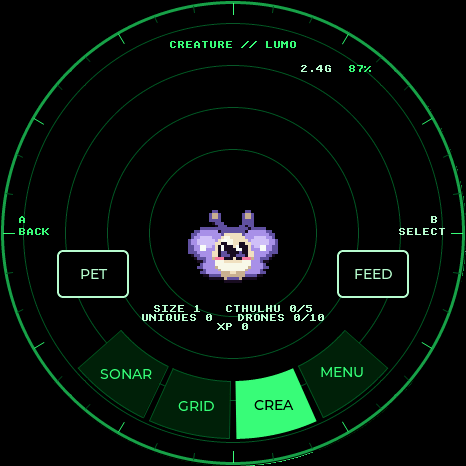 CREATURE // LUMO
2.4G 87%
A
BACK
B
SELECT
PET
FEED
SIZE 1 CTHULHU 0/5
UNIQUES 0 DRONES 0/10
XP 0
SONAR
GRID
CREA
MENU